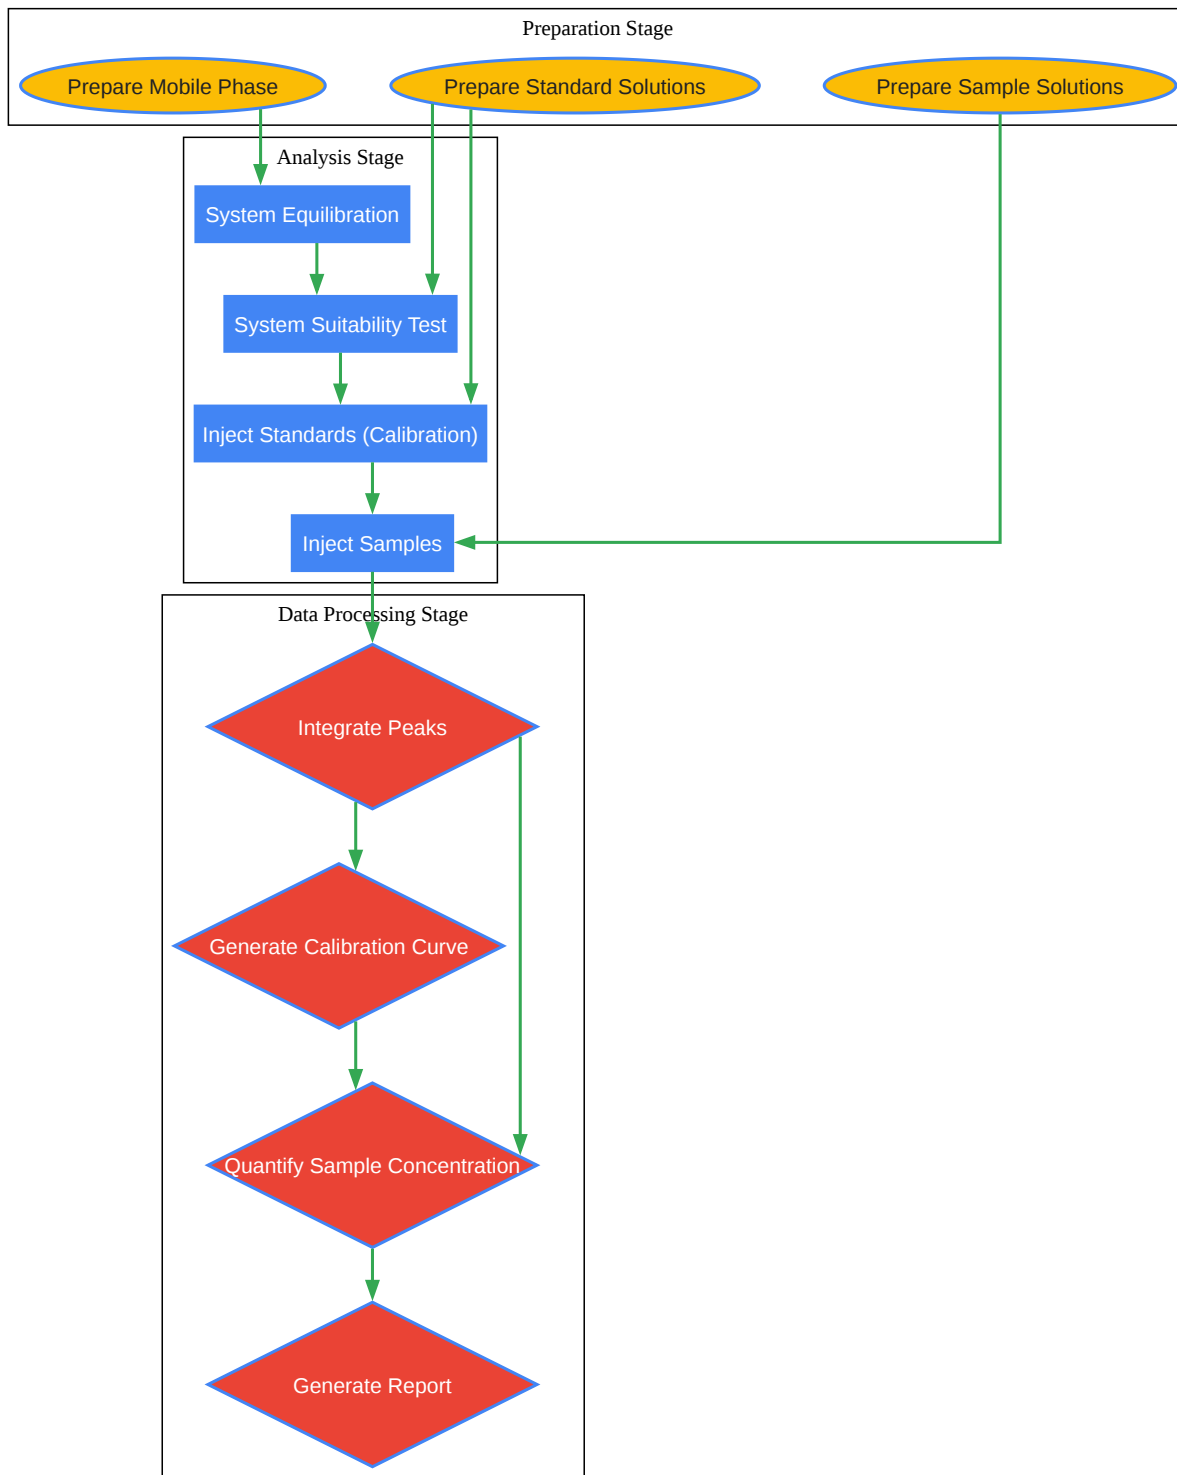 Preparation Stage
Prepare Mobile Phase
Prepare Standard Solutions
Prepare Sample Solutions
Analysis Stage
System Equilibration
System Suitability Test
Inject Standards (Calibration)
Inject Samples
Data Processing Stage
Integrate Peaks
Generate Calibration Curve
Quantify Sample Concentration
Generate Report